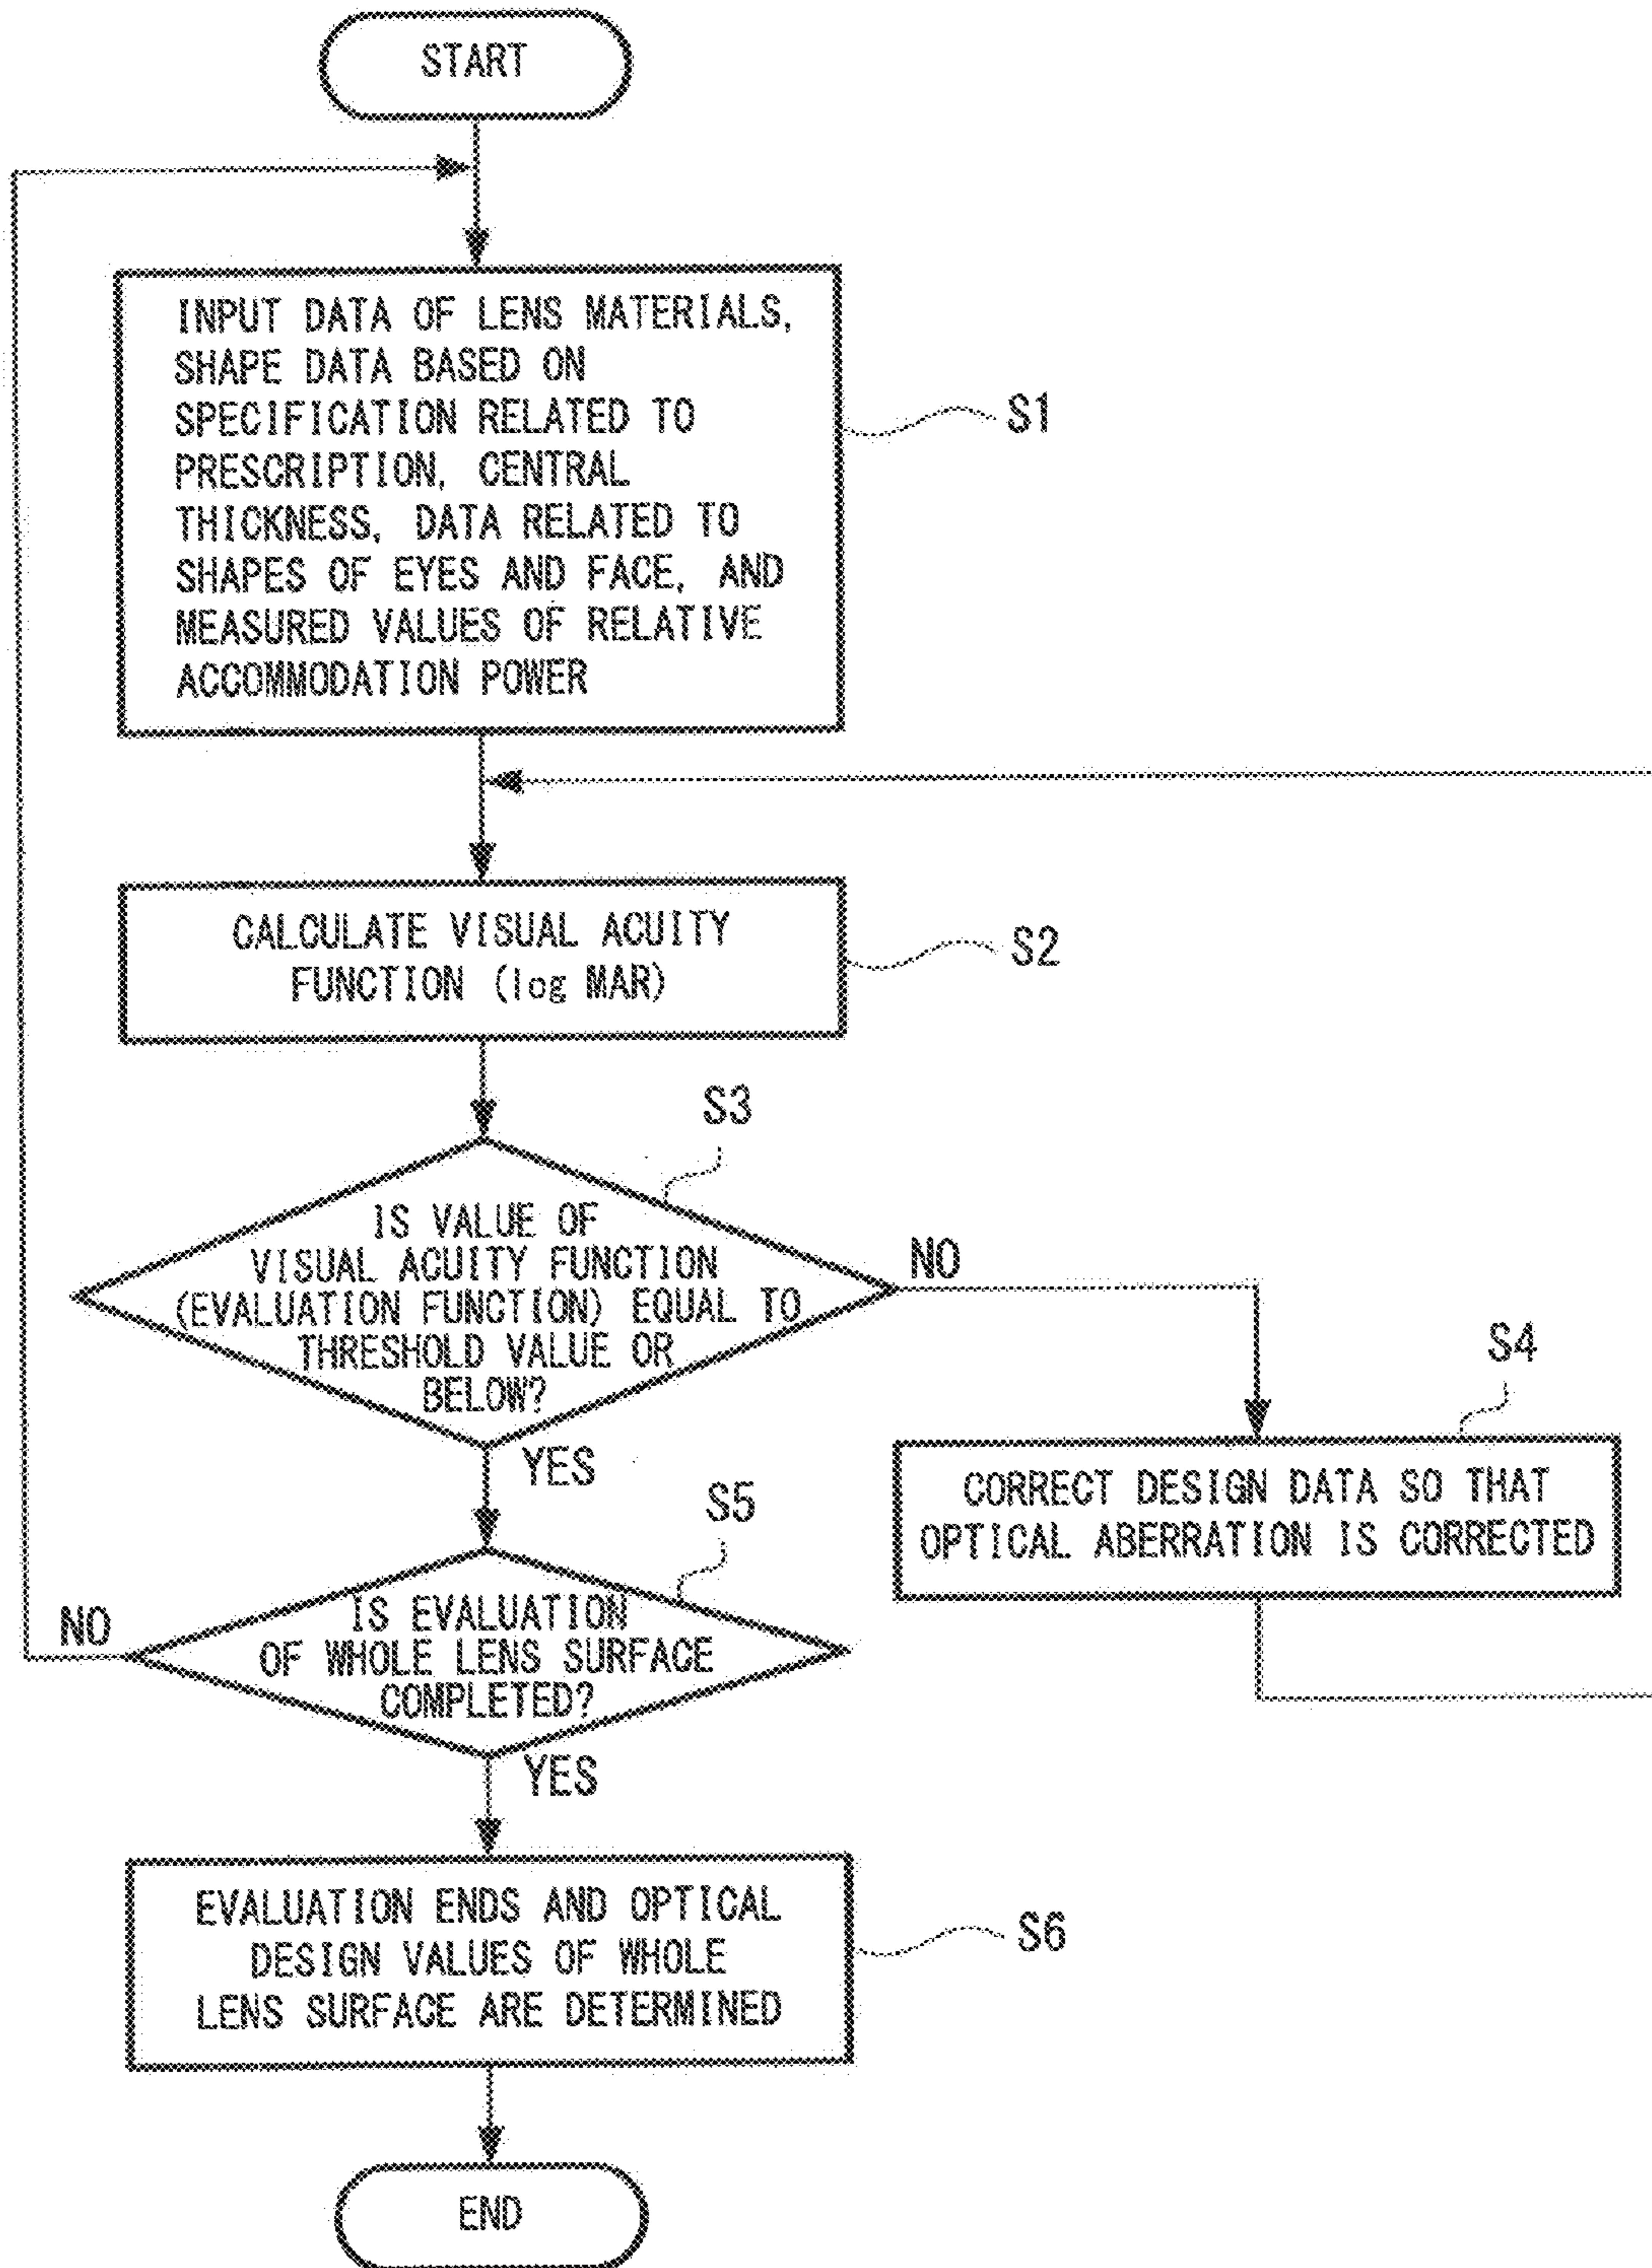 START
INPUT DATA OF LENS MATERIALS,
SHAPE DATA BASED ON
SPECIFICATION RELATED TO
PRESCRIPTION, CENTRAL
THICKNESS, DATA RELATED TO
SHAPES OF EYES AND FACE, AND
MEASURED VALUES OF RELATIVE
ACCOMMODATION POWER
S1
CALCULATE VISUAL ACUITY
FUNCTION (log MAR)
S2
S3
IS VALUE OF
VISUAL ACUITY FUNCTION
(EVALUATION FUNCTION) EQUAL TO
THRESHOLD VALUE OR
BELOW?
NO
YES
S4
CORRECT DESIGN DATA SO THAT
OPTICAL ABERRATION IS CORRECTED
S5
IS EVALUATION
OF WHOLE LENS SURFACE
COMPLETED?
NO
YES
EVALUATION ENDS AND OPTICAL
DESIGN VALUES OF WHOLE
LENS SURFACE ARE DETERMINED
S6
END